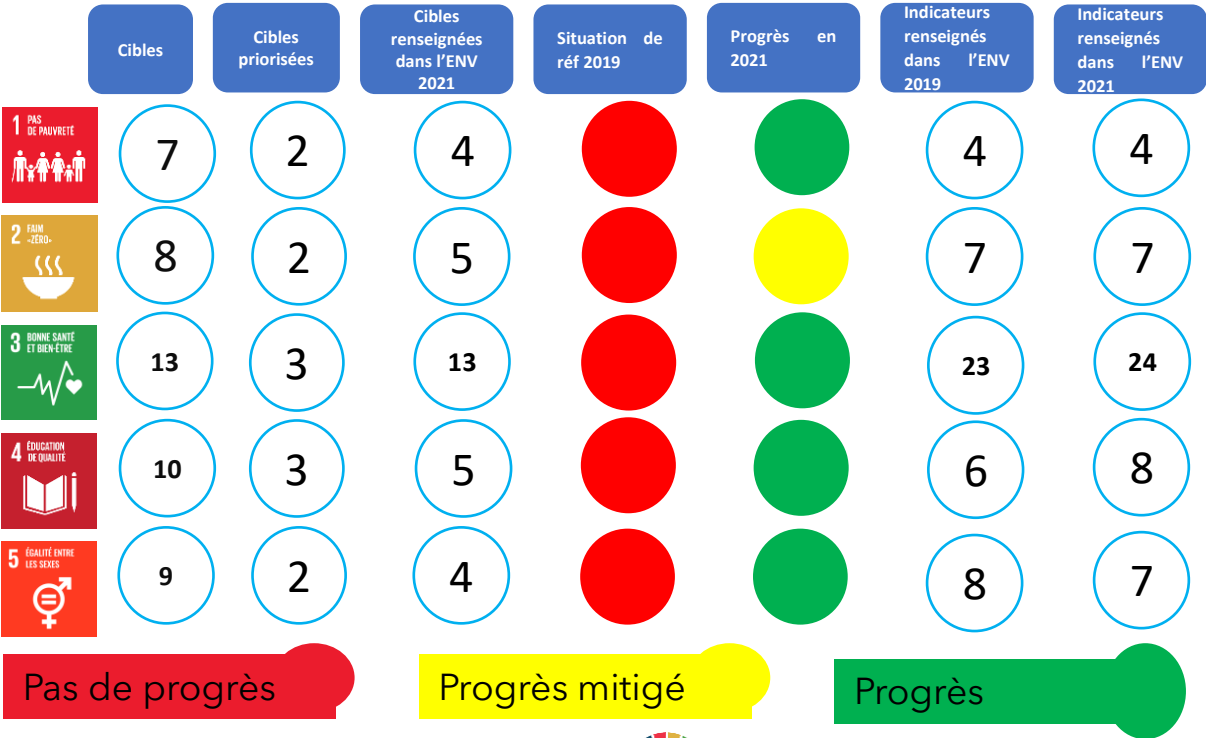 Cibles
Cibles
priorisées
Cibles
renseignées
dans l'ENV
2021
Situation de
réf 2019
Progrès en
2021
Indicateurs
renseignés
dans l'ENV
2019
Indicateurs
renseignés
dans l'ENV
2021
1 PAS
DE PAUVRETÉ
7
2
4
4
4
2 FAIM
«ZÉRO»
8
2
5
7
7
3 BONNE SANTÉ
ET BIEN-ÊTRE
13
3
13
23
24
4 ÉDUCATION
DE QUALITÉ
10
3
5
6
8
5 ÉGALITÉ ENTRE
LES SEXES
9
2
4
8
7
Pas de progrès
Progrès mitigé
Progrès